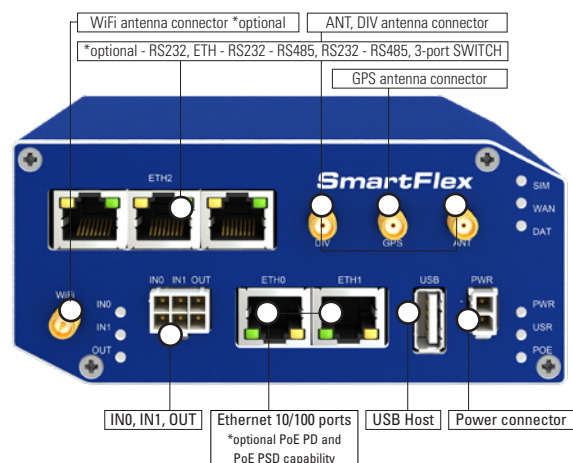 WiFi antenna connector *optional
ANT, DIV antenna connector
*optional - RS232, ETH - RS232 - RS485, RS232 - RS485, 3-port SWITCH
GPS antenna connector
ETH2
SmartFlex
SIM
WAN
DAT
DIV
GPS
ANT
WiFi
IN0
IN1
OUT
IN0 IN1 OUT
ETH0
ETH1
USB
PWR
PWR
USR
POE
IN0, IN1, OUT
Ethernet 10/100 ports
*optional PoE PD and
PoE PSD capability
USB Host
Power connector